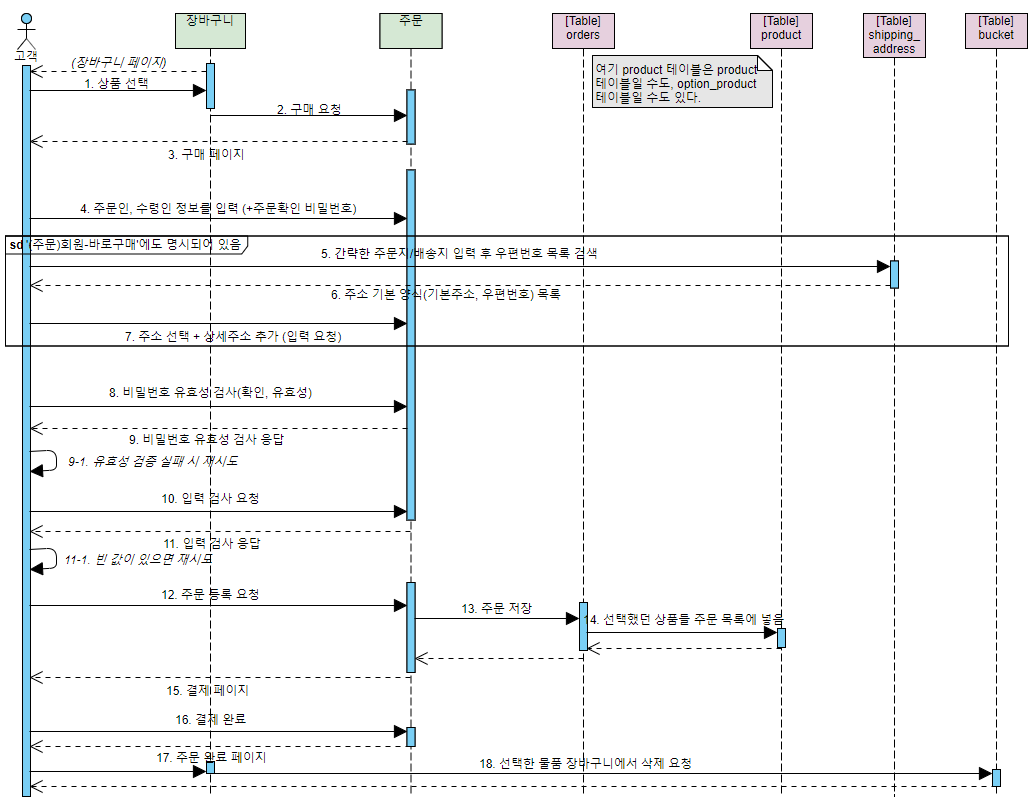 고객
장바구니
주문
[Table]
orders
[Table]
product
[Table]
shipping_
address
[Table]
bucket
여기 product 테이블은 product
테이블일 수도, option_product
테이블일 수도 있다.
(장바구니 페이지)
1. 상품 선택
2. 구매 요청
3. 구매 페이지
4. 주문인, 수령인 정보를 입력 (+주문확인 비밀번호)
sd '(주문)회원-바로구매'에도 명시되어 있음
5. 간략한 주문지/배송지 입력 후 우편번호 목록 검색
6. 주소 기본 양식(기본주소, 우편번호) 목록
7. 주소 선택 + 상세주소 추가 (입력 요청)
8. 비밀번호 유효성 검사(확인, 유효성)
9. 비밀번호 유효성 검사 응답
9-1. 유효성 검증 실패 시 재시도
10. 입력 검사 요청
11. 입력 검사 응답
11-1. 빈 값이 있으면 재시도
12. 주문 등록 요청
13. 주문 저장
14. 선택했던 상품들 주문 목록에 넣음
15. 결제 페이지
16. 결제 완료
17. 주문 완료 페이지
18. 선택한 물품 장바구니에서 삭제 요청